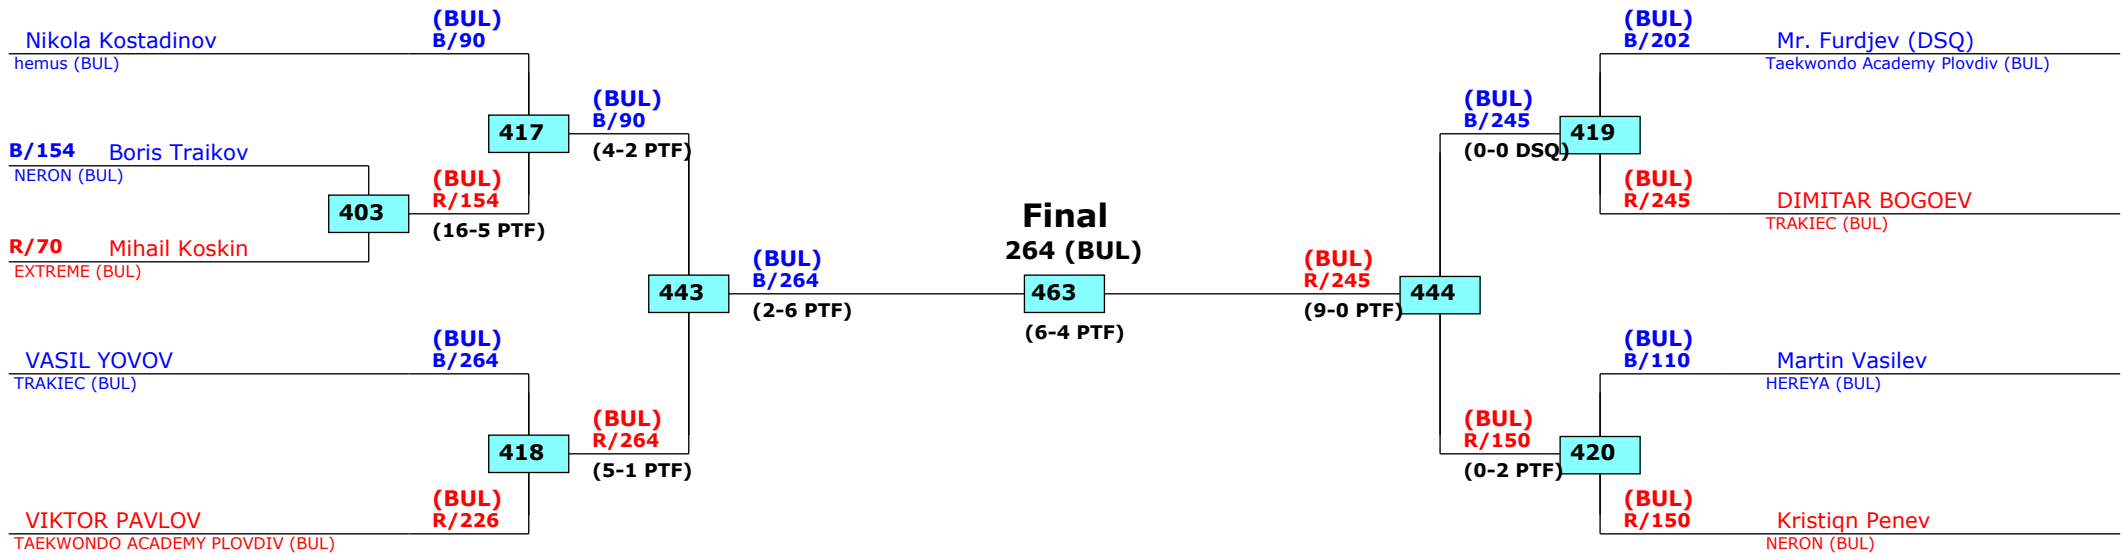 (BUL)
B/90
Nikola Kostadinov
hemus (BUL)
(BUL)
B/90
417
(4-2 PTF)
B/154 Boris Traikov
NERON (BUL)
(BUL)
R/154
403
(16-5 PTF)
R/70 Mihail Koskin
EXTREME (BUL)
(BUL)
B/264
443
(2-6 PTF)
(BUL)
B/264
VASIL YOVOV
TRAKIEC (BUL)
(BUL)
R/264
418
(5-1 PTF)
(BUL)
R/226
VIKTOR PAVLOV
TAEKWONDO ACADEMY PLOVDIV (BUL)
Final
264 (BUL)
463
(6-4 PTF)
(BUL)
B/202
Mr. Furdjev (DSQ)
Taekwondo Academy Plovdiv (BUL)
(BUL)
B/245
419
(0-0 DSQ)
(BUL)
R/245
DIMITAR BOGOEV
TRAKIEC (BUL)
(BUL)
R/245
444
(9-0 PTF)
(BUL)
B/110
Martin Vasilev
HEREYA (BUL)
(BUL)
R/150
420
(0-2 PTF)
(BUL)
R/150
Kristiqn Penev
NERON (BUL)